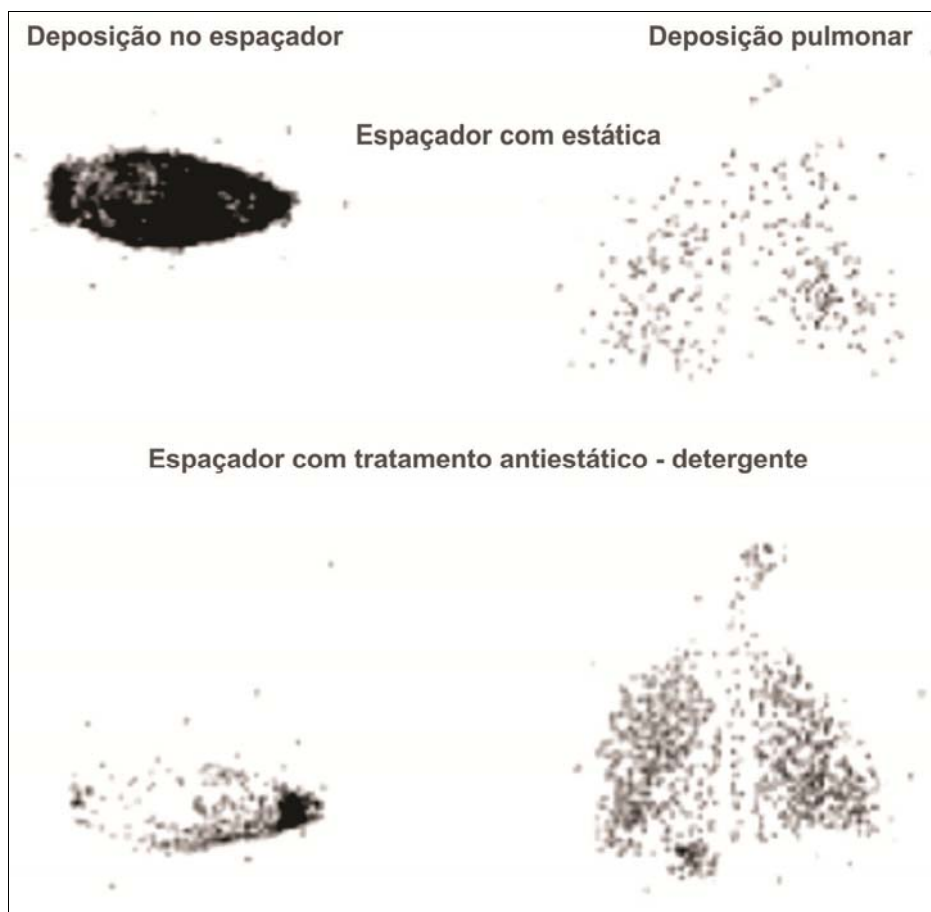 Deposição no espaçador
Deposição pulmonar
Espaçador com estática
Espaçador com tratamento antiestático - detergente